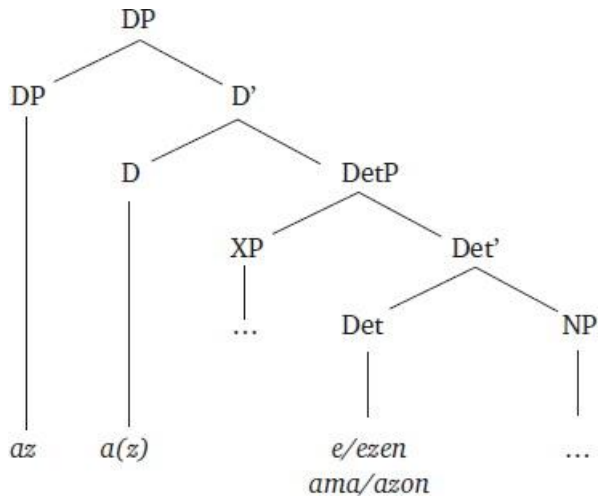 DP
DP D’
D DetP
XP Det’
... Det NP
az a(z) e/ezen ...
ama/azon